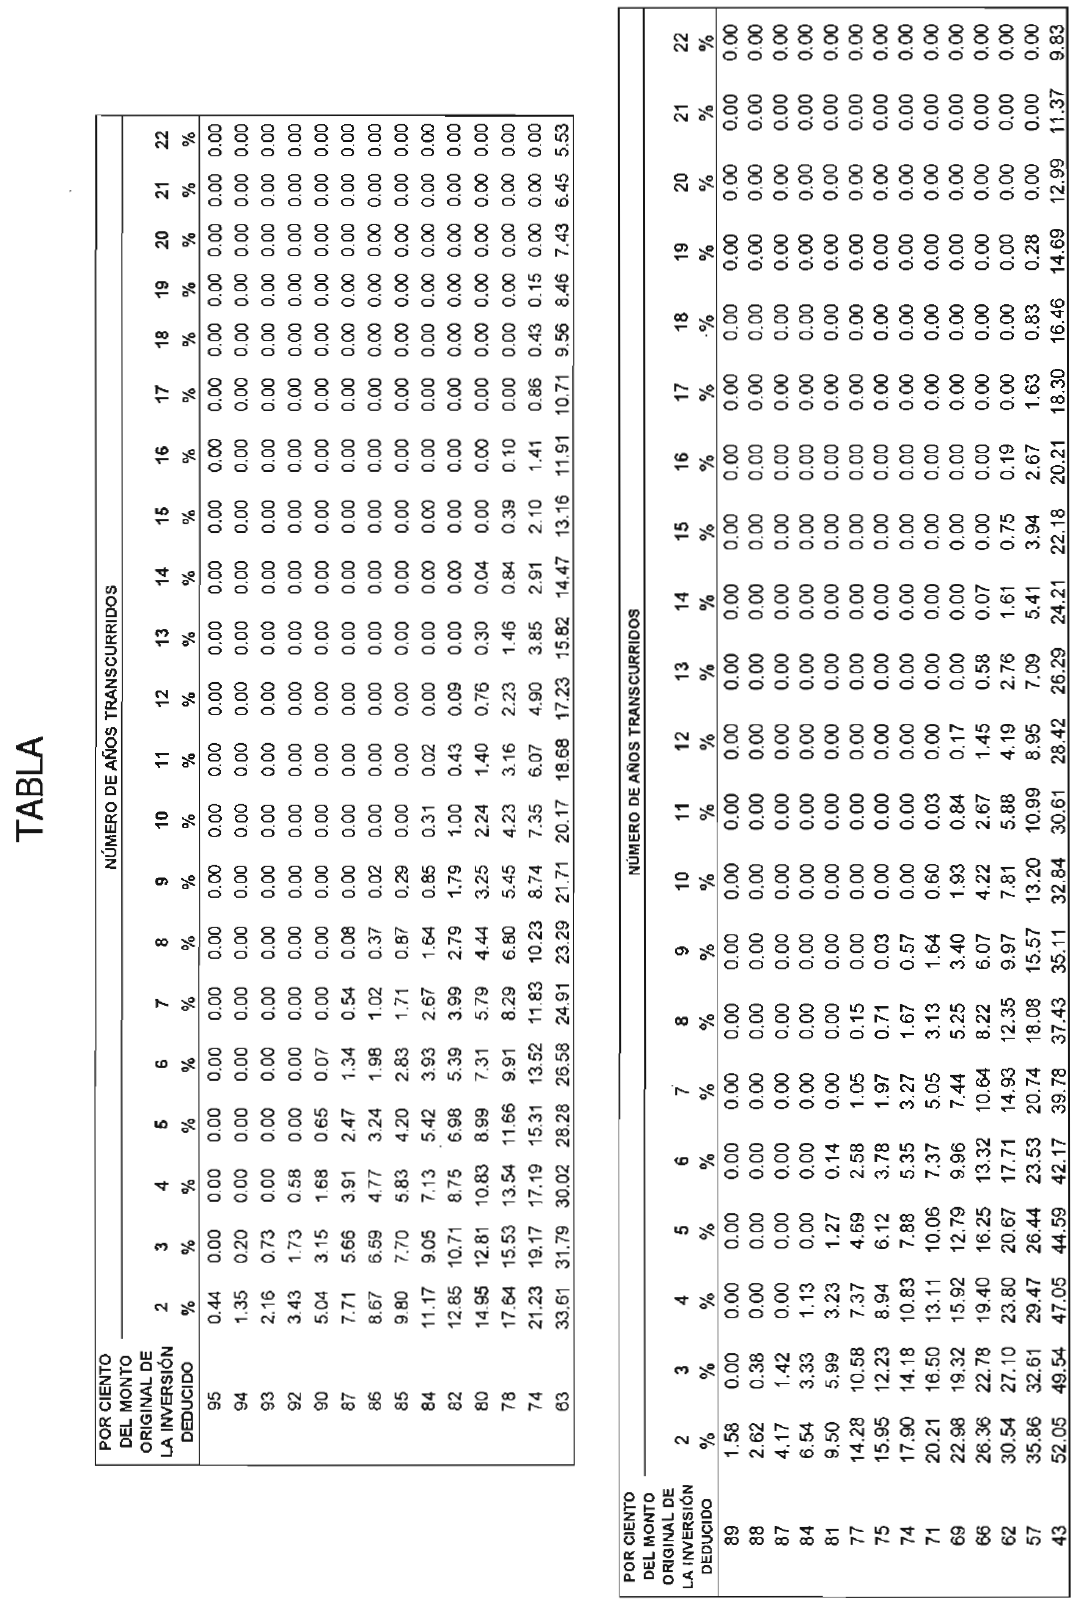 TABLA
POR CIENTO NÚMERO DE AÑOS TRANSCURRIDOS
DEL MONTO
ORIGINAL DE
LA INVERSIÓN 2 3 4 5 6 7 8 9 10 11 12 13 14 15 16 17 18 19 20 21 22
DEDUCIDO % % % % % % % % % % % % % % % % % % % % %
95 0.44 0.00 0.00 0.00 0.00 0.00 0.00 0.00 0.00 0.00 0.00 0.00 0.00 0.00 0.00 0.00 0.00 0.00 0.00 0.00 0.00
94 1.35 0.20 0.00 0.00 0.00 0.00 0.00 0.00 0.00 0.00 0.00 0.00 0.00 0.00 0.00 0.00 0.00 0.00 0.00 0.00 0.00
93 2.16 0.73 0.00 0.00 0.00 0.00 0.00 0.00 0.00 0.00 0.00 0.00 0.00 0.00 0.00 0.00 0.00 0.00 0.00 0.00 0.00
92 3.43 1.73 0.58 0.00 0.00 0.00 0.00 0.00 0.00 0.00 0.00 0.00 0.00 0.00 0.00 0.00 0.00 0.00 0.00 0.00 0.00
90 5.04 3.15 1.68 0.65 0.07 0.00 0.00 0.00 0.00 0.00 0.00 0.00 0.00 0.00 0.00 0.00 0.00 0.00 0.00 0.00 0.00
87 7.71 5.66 3.91 2.47 1.34 0.54 0.08 0.00 0.00 0.00 0.00 0.00 0.00 0.00 0.00 0.00 0.00 0.00 0.00 0.00 0.00
86 8.67 6.59 4.77 3.24 1.98 1.02 0.37 0.02 0.00 0.00 0.00 0.00 0.00 0.00 0.00 0.00 0.00 0.00 0.00 0.00 0.00
85 9.80 7.70 5.83 4.20 2.83 1.71 0.87 0.29 0.00 0.00 0.00 0.00 0.00 0.00 0.00 0.00 0.00 0.00 0.00 0.00 0.00
84 11.17 9.05 7.13 5.42 3.93 2.67 1.64 0.85 0.31 0.02 0.00 0.00 0.00 0.00 0.00 0.00 0.00 0.00 0.00 0.00 0.00
82 12.85 10.71 8.75 6.98 5.39 3.99 2.79 1.79 1.00 0.43 0.09 0.00 0.00 0.00 0.00 0.00 0.00 0.00 0.00 0.00 0.00
80 14.95 12.81 10.83 8.99 7.31 5.79 4.44 3.25 2.24 1.40 0.76 0.30 0.04 0.00 0.00 0.00 0.00 0.00 0.00 0.00 0.00
78 17.64 15.53 13.54 11.66 9.91 8.29 6.80 5.45 4.23 3.16 2.23 1.46 0.84 0.39 0.10 0.00 0.00 0.00 0.00 0.00 0.00
74 21.23 19.17 17.19 15.31 13.52 11.83 10.23 8.74 7.35 6.07 4.90 3.85 2.91 2.10 1.41 0.86 0.43 0.15 0.00 0.00 0.00
63 33.61 31.79 30.02 28.28 26.58 24.91 23.29 21.71 20.17 18.68 17.23 15.82 14.47 13.16 11.91 10.71 9.56 8.46 7.43 6.45 5.53
POR CIENTO NÚMERO DE AÑOS TRANSCURRIDOS
DEL MONTO
ORIGINAL DE
LA INVERSIÓN 2 3 4 5 6 7 8 9 10 11 12 13 14 15 16 17 18 19 20 21 22
DEDUCIDO % % % % % % % % % % % % % % % % % % % % %
89 1.58 0.00 0.00 0.00 0.00 0.00 0.00 0.00 0.00 0.00 0.00 0.00 0.00 0.00 0.00 0.00 0.00 0.00 0.00 0.00 0.00
88 2.62 0.38 0.00 0.00 0.00 0.00 0.00 0.00 0.00 0.00 0.00 0.00 0.00 0.00 0.00 0.00 0.00 0.00 0.00 0.00 0.00
87 4.17 1.42 0.00 0.00 0.00 0.00 0.00 0.00 0.00 0.00 0.00 0.00 0.00 0.00 0.00 0.00 0.00 0.00 0.00 0.00 0.00
84 6.54 3.33 1.13 0.00 0.00 0.00 0.00 0.00 0.00 0.00 0.00 0.00 0.00 0.00 0.00 0.00 0.00 0.00 0.00 0.00 0.00
81 9.50 5.99 3.23 1.27 0.14 0.00 0.00 0.00 0.00 0.00 0.00 0.00 0.00 0.00 0.00 0.00 0.00 0.00 0.00 0.00 0.00
77 14.28 10.58 7.37 4.69 2.58 1.05 0.15 0.00 0.00 0.00 0.00 0.00 0.00 0.00 0.00 0.00 0.00 0.00 0.00 0.00 0.00
75 15.95 12.23 8.94 6.12 3.78 1.97 0.71 0.03 0.00 0.00 0.00 0.00 0.00 0.00 0.00 0.00 0.00 0.00 0.00 0.00 0.00
74 17.90 14.18 10.83 7.88 5.35 3.27 1.67 0.57 0.00 0.00 0.00 0.00 0.00 0.00 0.00 0.00 0.00 0.00 0.00 0.00 0.00
71 20.21 16.50 13.11 10.06 7.37 5.05 3.13 1.64 0.60 0.03 0.00 0.00 0.00 0.00 0.00 0.00 0.00 0.00 0.00 0.00 0.00
69 22.98 19.32 15.92 12.79 9.96 7.44 5.25 3.40 1.93 0.84 0.17 0.00 0.00 0.00 0.00 0.00 0.00 0.00 0.00 0.00 0.00
66 26.36 22.78 19.40 16.25 13.32 10.64 8.22 6.07 4.22 2.67 1.45 0.58 0.07 0.00 0.00 0.00 0.00 0.00 0.00 0.00 0.00
62 30.54 27.10 23.80 20.67 17.71 14.93 12.35 9.97 7.81 5.88 4.19 2.76 1.61 0.75 0.19 0.00 0.00 0.00 0.00 0.00 0.00
57 35.86 32.61 29.47 26.44 23.53 20.74 18.08 15.57 13.20 10.99 8.95 7.09 5.41 3.94 2.67 1.63 0.83 0.28 0.00 0.00 0.00
43 52.05 49.54 47.05 44.59 42.17 39.78 37.43 35.11 32.84 30.61 28.42 26.29 24.21 22.18 20.21 18.30 16.46 14.69 12.99 11.37 9.83